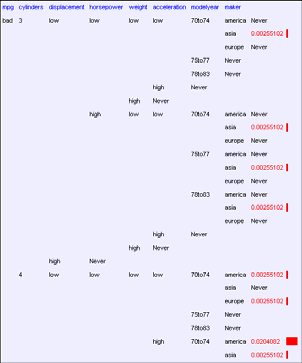 mpg cylinders displacement horsepower weight acceleration modelyear maker
bad 3 low low low low 70to74 america Never
asia 0.00255102
europe Never
75to77 Never
78to83 Never
high Never
high Never
high low low 70to74 america Never
asia 0.00255102
europe Never
75to77 america Never
asia 0.00255102
europe Never
78to83 america Never
asia 0.00255102
europe Never
high Never
high Never
high Never
4 low low low low 70to74 america 0.00255102
asia Never
europe 0.00255102
75to77 Never
78to83 Never
high 70to74 america 0.0204082
asia 0.00255102